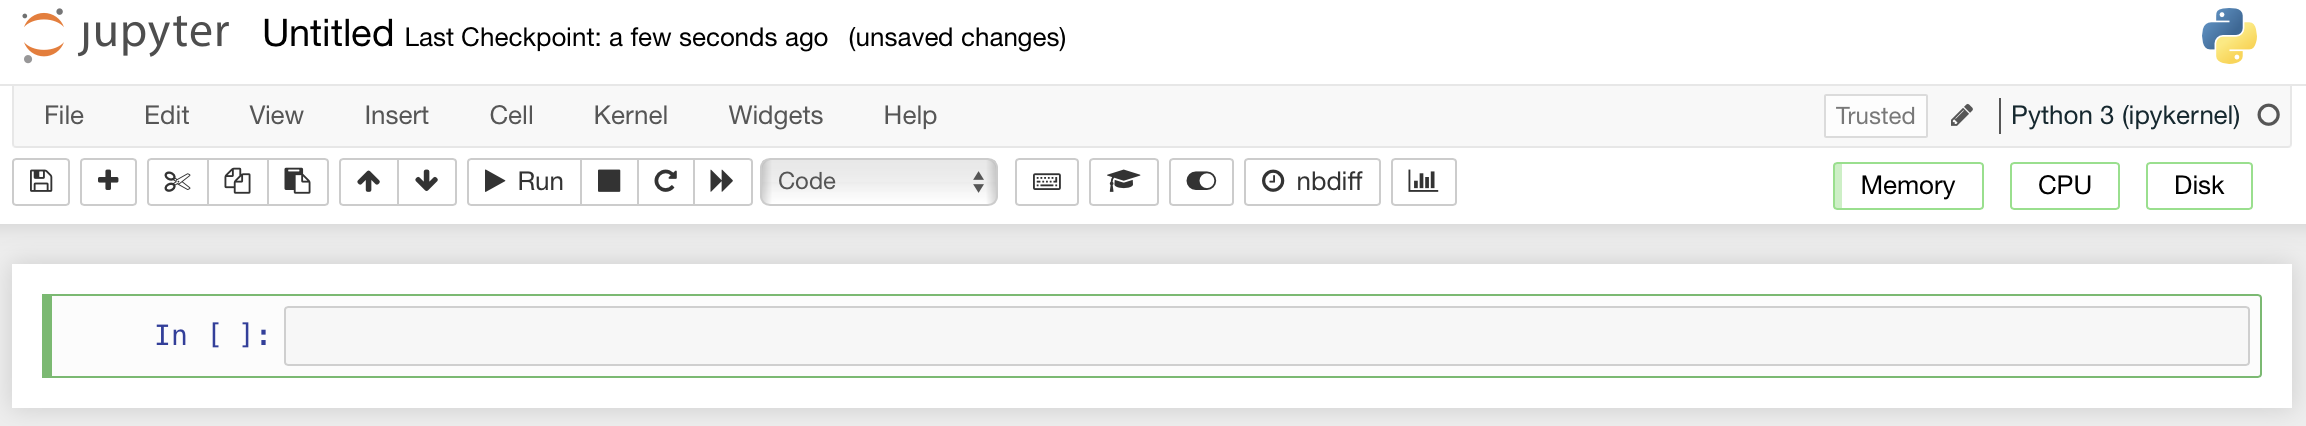 jupyter Untitled Last Checkpoint: a few seconds ago (unsaved changes)
File Edit View Insert Cell Kernel Widgets Help Trusted Python 3 (ipykernel)
Run Code nbdiff Memory CPU Disk
In [ ]: